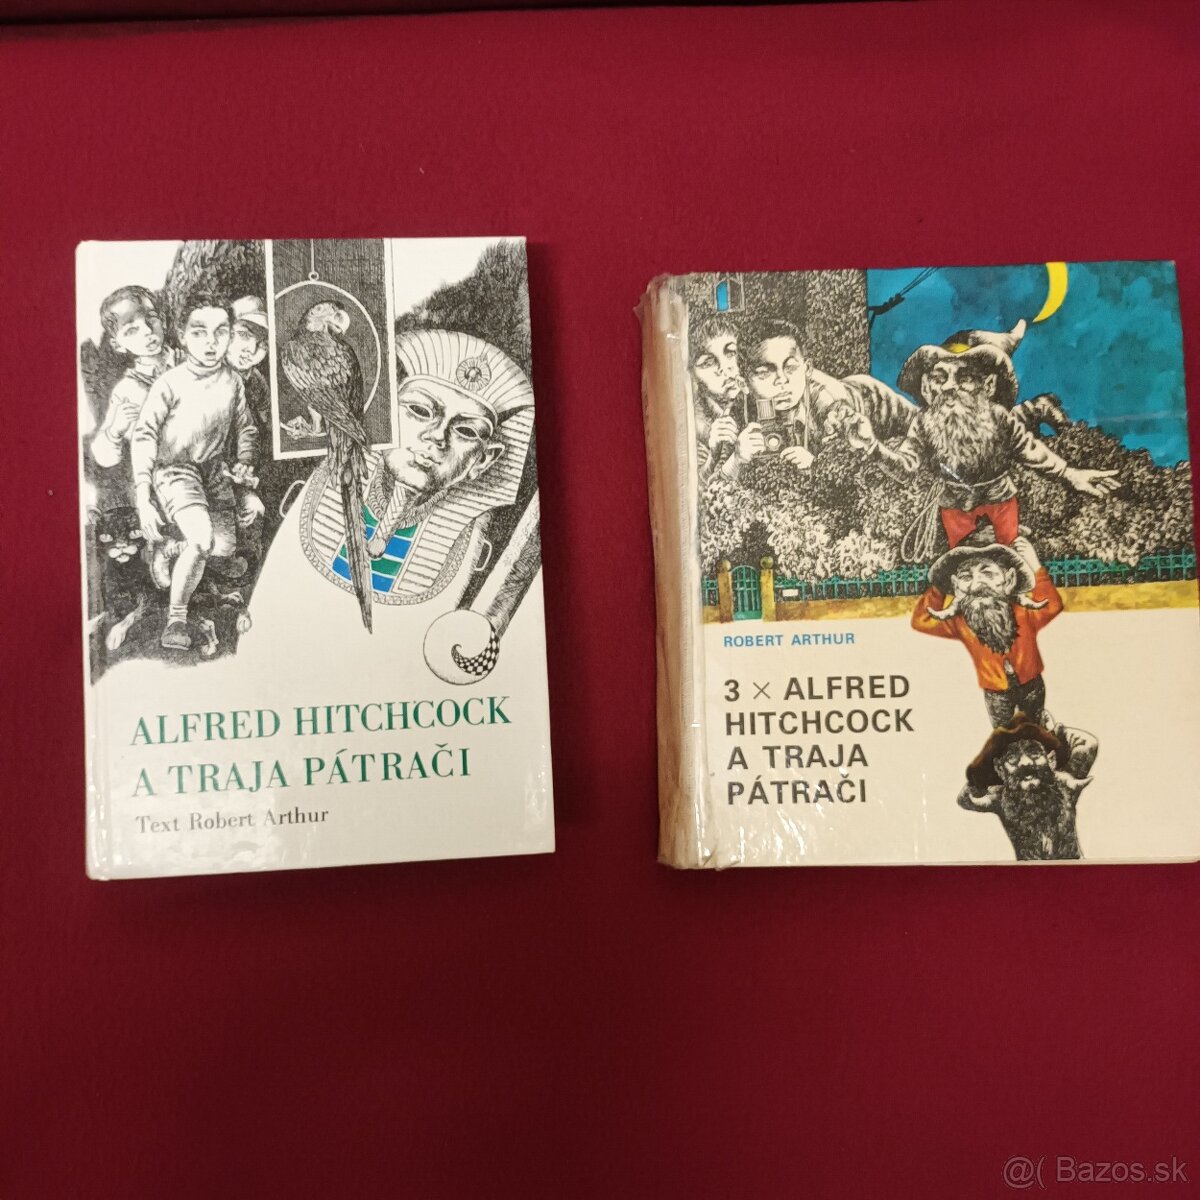 ALFRED HITCHCOCK
A TRAJA PÁTRAČI
Text Robert Arthur
ROBERT ARTHUR
3 × ALFRED
HITCHCOCK
A TRAJA
PÁTRAČI
@( Bazos.sk